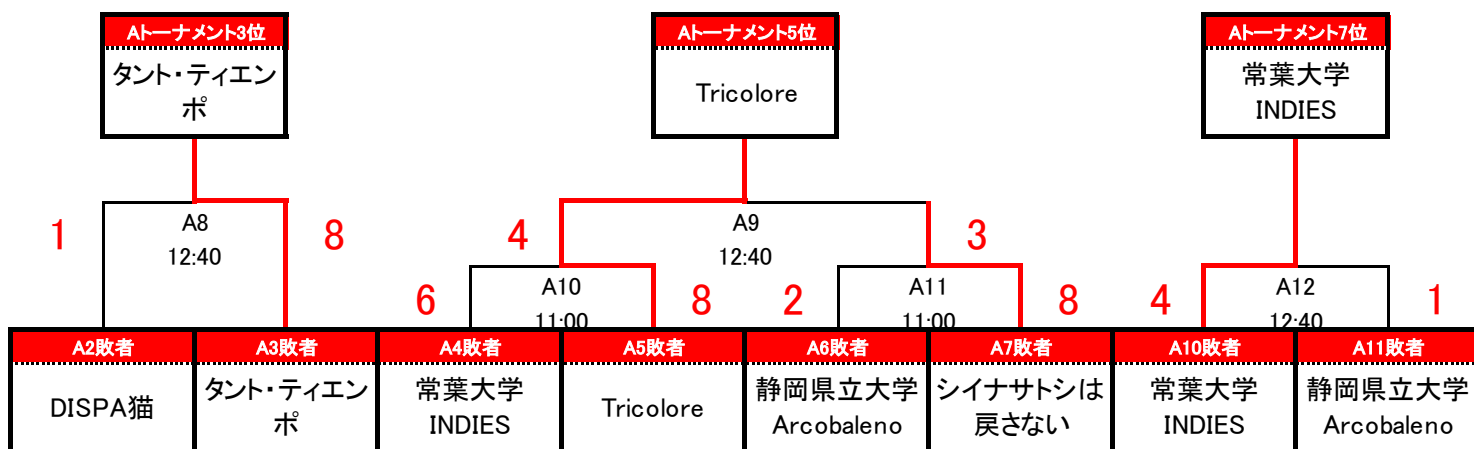 Aトーナメント3位
タント・ティエン
ポ
Aトーナメント5位
Tricolore
Aトーナメント7位
常葉大学
INDIES
1
A8
12:40
8
4
A9
12:40
3
6
A10
11:00
8
2
A11
11:00
8
4
A12
12:40
1
A2敗者
DISPA猫
A3敗者
タント・ティエン
ポ
A4敗者
常葉大学
INDIES
A5敗者
Tricolore
A6敗者
静岡県立大学
Arcobaleno
A7敗者
シイナサトシは
戻さない
A10敗者
常葉大学
INDIES
A11敗者
静岡県立大学
Arcobaleno